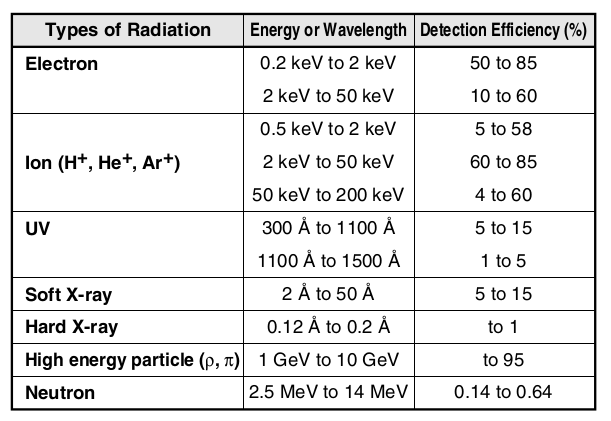 Types of Radiation Energy or Wavelength Detection Efficiency (%)
Electron 0.2 keV to 2 keV 50 to 85
2 keV to 50 keV 10 to 60
0.5 keV to 2 keV 5 to 58
Ion (H+, He+, Ar+) 2 keV to 50 keV 60 to 85
50 keV to 200 keV 4 to 60
UV 300 Å to 1100 Å 5 to 15
1100 Å to 1500 Å 1 to 5
Soft X-ray 2 Å to 50 Å 5 to 15
Hard X-ray 0.12 Å to 0.2 Å to 1
High energy particle (ρ, π) 1 GeV to 10 GeV to 95
Neutron 2.5 MeV to 14 MeV 0.14 to 0.64